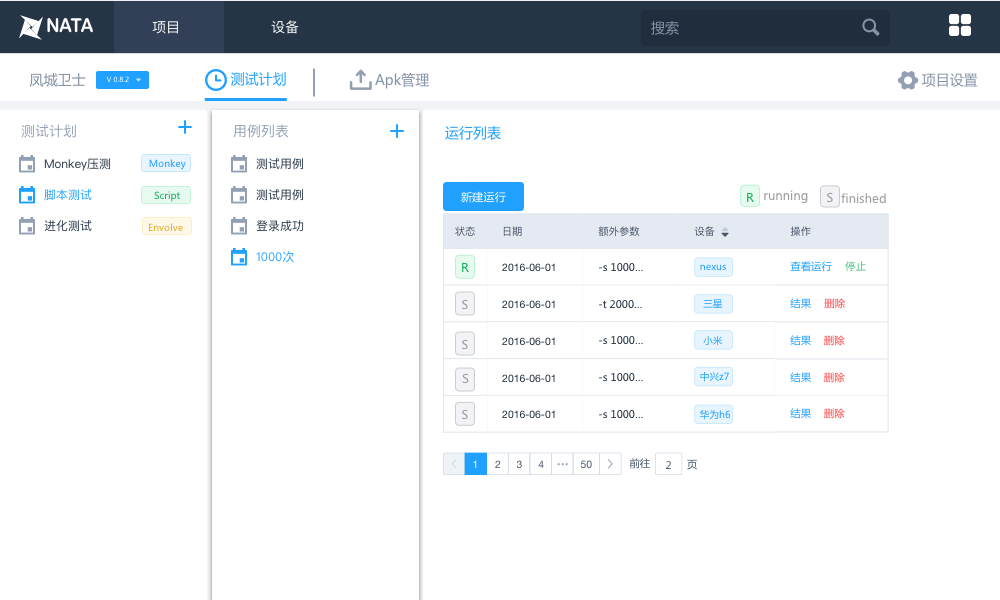 NATA 项目 设备 搜索
凤城卫士 V 0.8.2 测试计划 Apk管理 项目设置
测试计划
Monkey压测 Monkey
脚本测试 Script
进化测试 Envolve
用例列表
测试用例
测试用例
登录成功
1000次
运行列表
新建运行 R running S finished
状态 日期 额外参数 设备 操作
R 2016-06-01 -s 1000... nexus 查看运行 停止
S 2016-06-01 -t 2000... 三星 结果 删除
S 2016-06-01 -s 1000... 小米 结果 删除
S 2016-06-01 -s 1000... 中兴z7 结果 删除
S 2016-06-01 -s 1000... 华为h6 结果 删除
1 2 3 4 ··· 50 前往 2 页